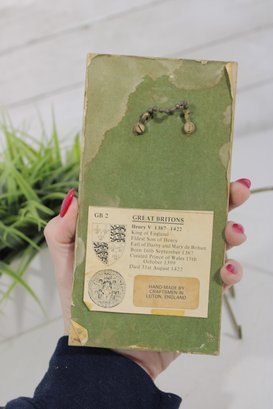 GB 2
GREAT BRITONS
Henry V 1387-1422
King of England
Eldest Son of Henry
Earl of Darby and Mary de Bohun
Born 16th September 1387
Created Prince of Wales 15th
October 1399
Died 31st August 1422
HAND MADE BY
CRAFTSMEN IN
LUTON, ENGLAND